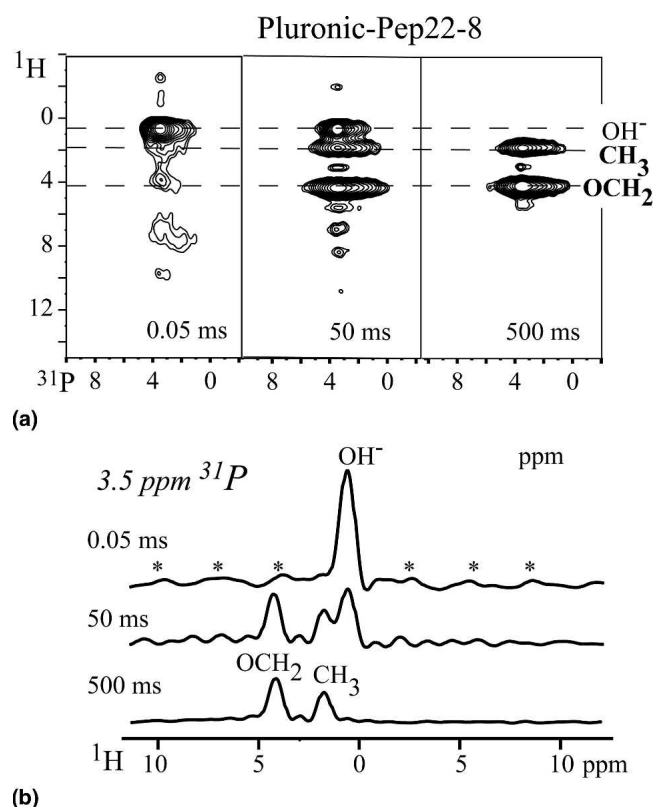 Pluronic-Pep22-8
¹H
0
4
8
12
OH⁻
CH₃
OCH₂
0.05 ms
50 ms
500 ms
³¹P 8 4 0 8 4 0 8 4 0
(a)
3.5 ppm ³¹P
OH⁻
ppm
0.05 ms
* * * * * *
50 ms
OCH₂ CH₃
500 ms
¹H 10 5 0 5 10 ppm
(b)